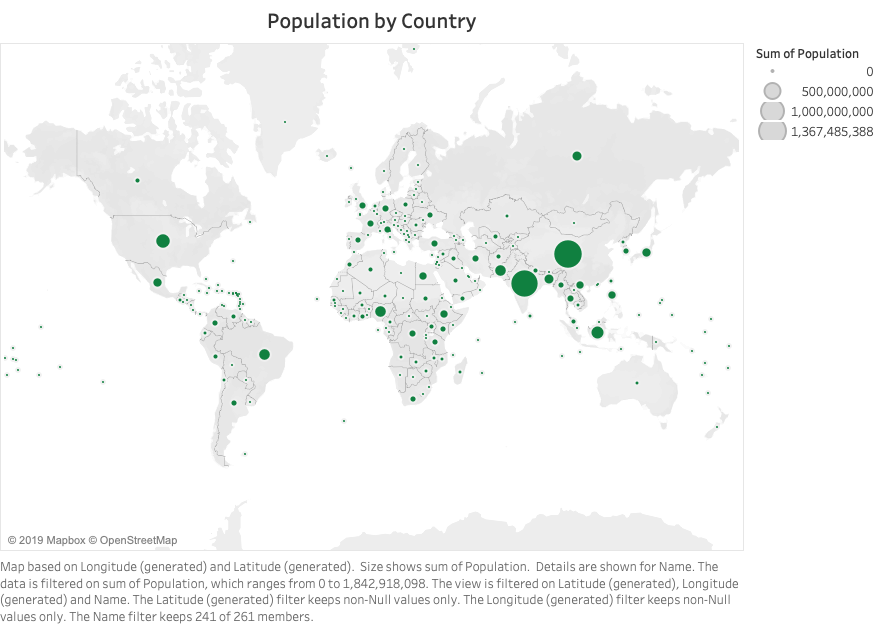 Population by Country
Sum of Population
0
500,000,000
1,000,000,000
1,367,485,388
© 2019 Mapbox © OpenStreetMap
Map based on Longitude (generated) and Latitude (generated).  Size shows sum of Population.  Details are shown for Name. The
data is filtered on sum of Population, which ranges from 0 to 1,842,918,098. The view is filtered on Latitude (generated), Longitude
(generated) and Name. The Latitude (generated) filter keeps non-Null values only. The Longitude (generated) filter keeps non-Null
values only. The Name filter keeps 241 of 261 members.